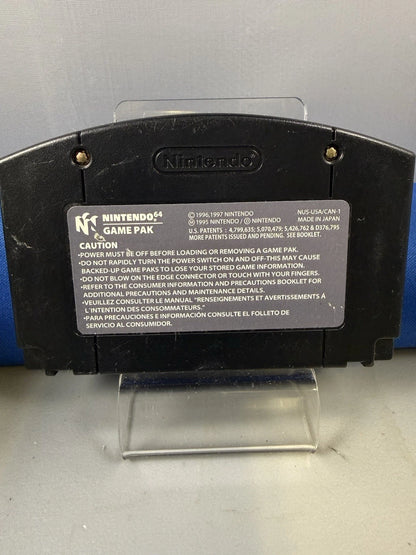 Nintendo
NINTENDO64
GAME PAK
©1996,1997 NINTENDO
Ⓜ1995 NINTENDO / Ⓙ NINTENDO
NUS-USA/CAN-1
MADE IN JAPAN
U.S. PATENTS : 4,799,635; 5,070,479; 5,426,762 & D376,795
MORE PATENTS ISSUED AND PENDING. SEE BOOKLET.
CAUTION
•POWER MUST BE OFF BEFORE LOADING OR REMOVING A GAME PAK.
•DO NOT RAPIDLY TURN THE POWER SWITCH ON AND OFF-THIS MAY CAUSE
BACKED-UP GAME PAKS TO LOSE YOUR STORED GAME INFORMATION.
•DO NOT BLOW ON THE EDGE CONNECTOR OR TOUCH WITH YOUR FINGERS.
•REFER TO THE CONSUMER INFORMATION AND PRECAUTIONS BOOKLET FOR
ADDITIONAL PRECAUTIONS AND MAINTENANCE DETAILS.
•VEUILLEZ CONSULTER LE MANUAL "RENSEIGNEMENTS ET AVERTISSEMENTS Á
L'INTENTION DES CONSOMMATEURS."
•PARA PRECAUCIONES E INFORMACIÓN CONSULTE EL FOLLETO DE
SERVICIO AL CONSUMIDOR.